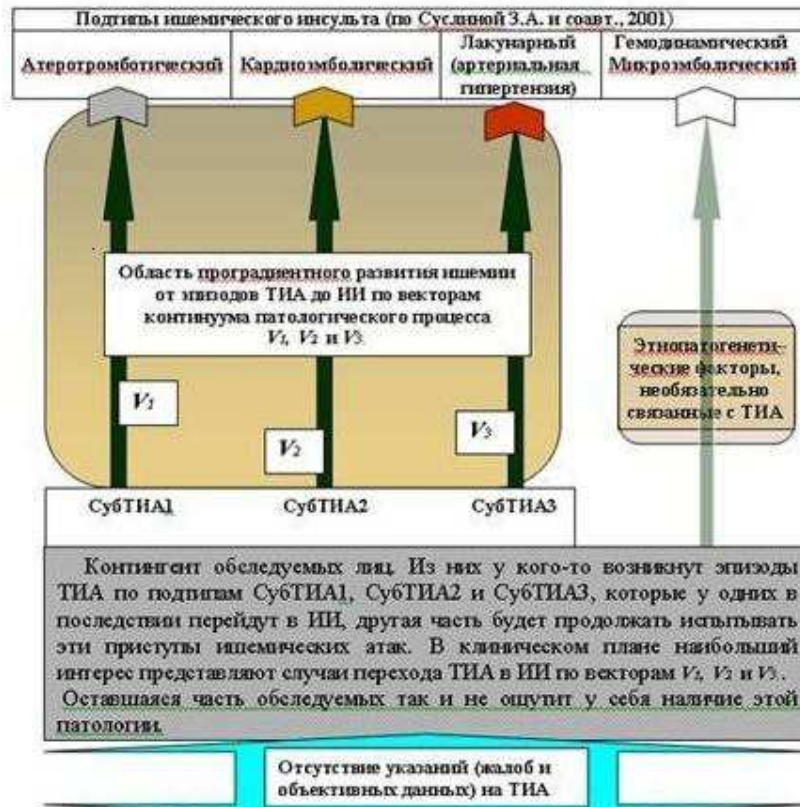 Подтипы ишемического инсульта (по Суслиной З.А. и соавт., 2001)
Атеротромботический
Кардиоэмболический
Лакунарный
(артериальная
гипертензия)
Гемодинамический
Микроэмболический
Область проградиентного развития ишемии
от эпизодов ТИА до ИИ по векторам
континуума патологического процесса
V1, V2 и V3.
Этнопатогенети-
ческие факторы,
необязательно
связанные с ТИА
V1
V2
V3
СубТИА1
СубТИА2
СубТИА3
Контингент обследуемых лиц. Из них у кого-то возникнут эпизоды
ТИА по подтипам СубТИА1, СубТИА2 и СубТИА3, которые у одних в
последствии перейдут в ИИ, другая часть будет продолжать испытывать
эти приступы ишемических атак. В клиническом плане наибольший
интерес представляют случаи перехода ТИА в ИИ по векторам V1, V2 и V3.
Оставшаяся часть обследуемых так и не ощутит у себя наличие этой
патологии.
Отсутствие указаний (жалоб и
объективных данных) на ТИА